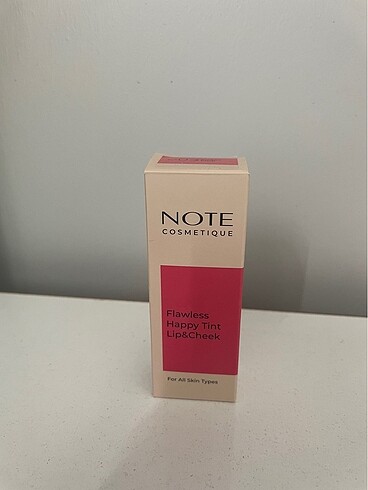 NOTE
COSMETIQUE
Flawless
Happy Tint
Lip&Cheek
For All Skin Types